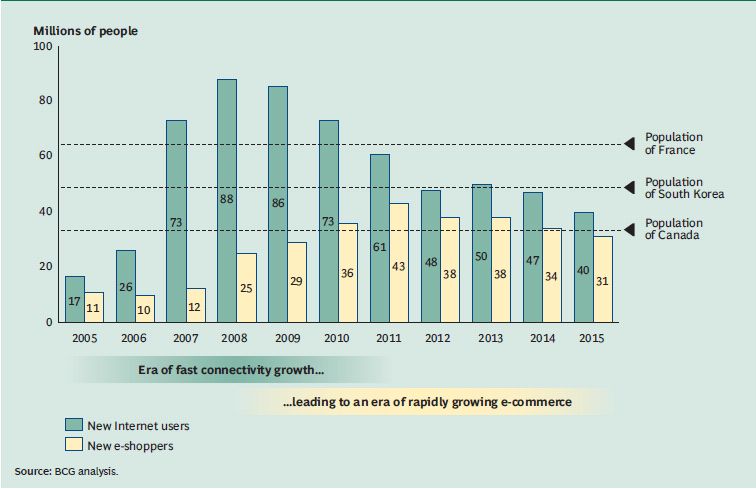 Millions of people
100
80
60
40
20
0
Population
of France
Population
of South Korea
Population
of Canada
17 11 26 10 73 12 88 25 86 29 73 36 61 43 48 38 50 38 47 34 40 31
2005 2006 2007 2008 2009 2010 2011 2012 2013 2014 2015
Era of fast connectivity growth...
...leading to an era of rapidly growing e-commerce
New Internet users
New e-shoppers
Source: BCG analysis.